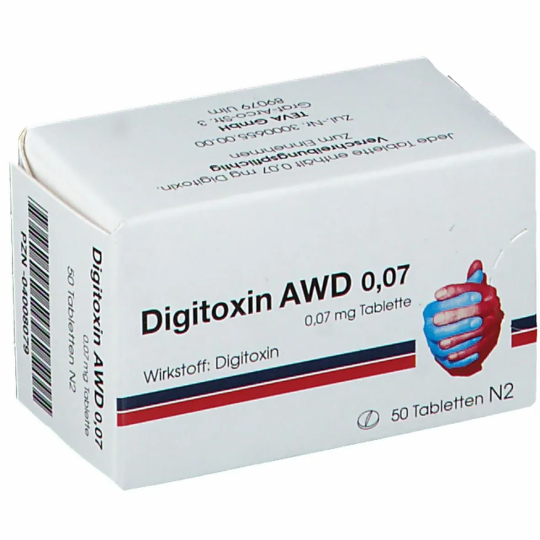 Jede Tablette enthält 0,07 mg Digitoxin.
Verschreibungspflichtig
Zum Einnehmen
Zul.-Nr. 3000655.00.00
TEVA GmbH
Graf-Arco-Str. 3
89079 Ulm
Digitoxin AWD 0,07
0,07 mg Tablette
Wirkstoff: Digitoxin
50 Tabletten N2
Digitoxin AWD 0,07
0,07 mg Tablette
50 Tabletten N2
PZN -04008079